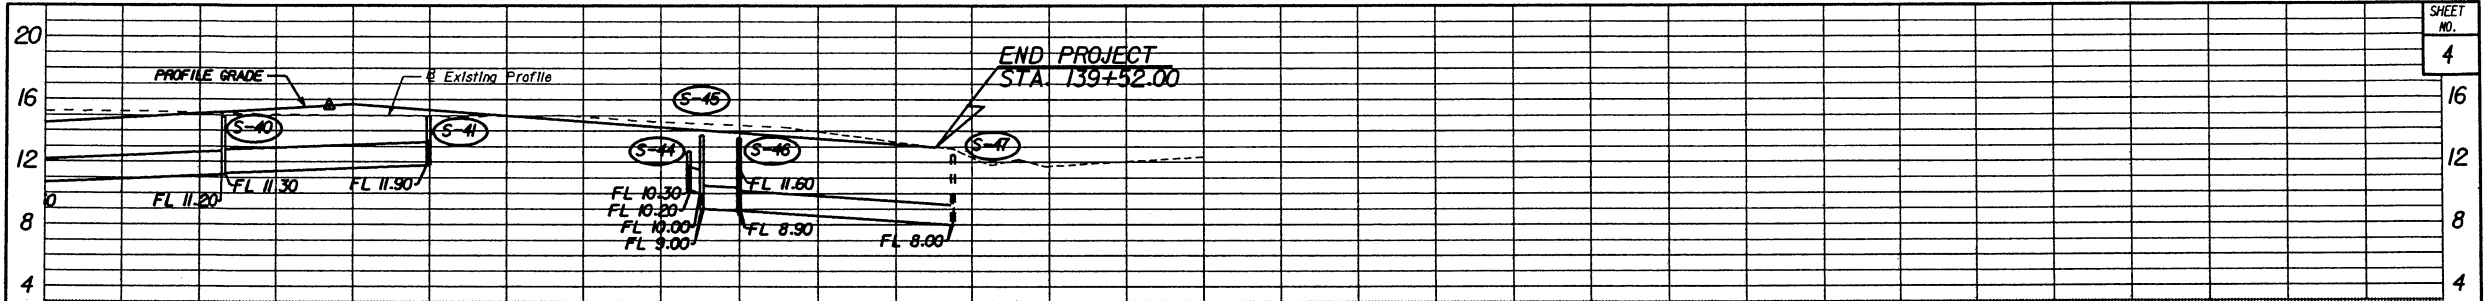 SHEET
NO.
4
20
END PROJECT
STA. 139+52.00
PROFILE GRADE
Existing Profile
16
16
S-45
S-40
S-41
S-44
S-46
S-47
12
12
FL 11.30
FL 11.90
FL 11.60
FL 11.20
FL 10.30
FL 10.20
FL 10.00
FL 9.00
FL 8.90
FL 8.00
0
8
8
4
4